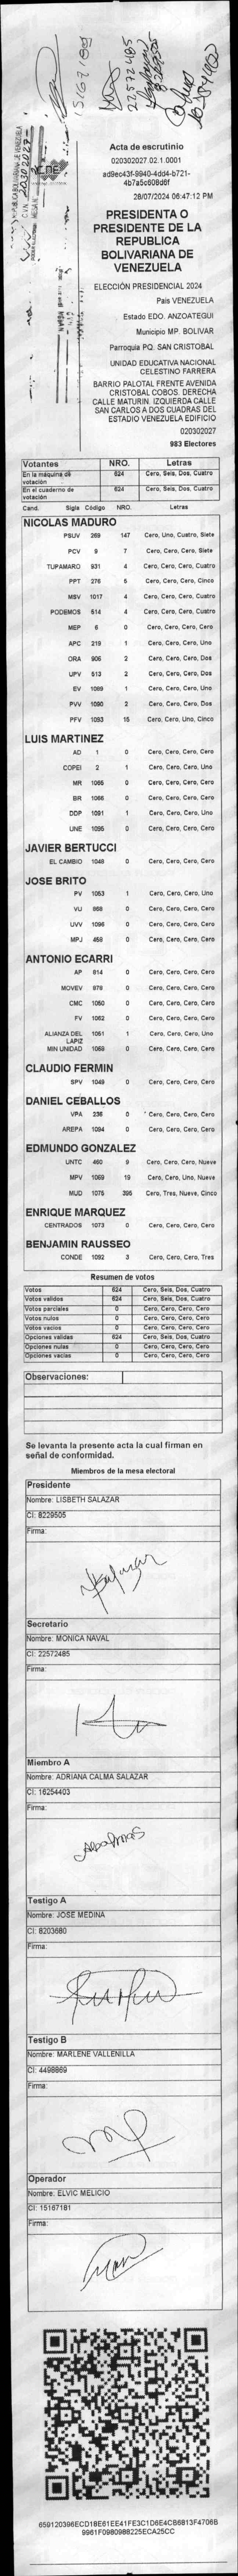 Acta de escrutinio
020302027.02.1.0001
ad9ec43f-9940-4dd4-b721-
4b7a5c608d6f
28/07/2024 06:47:12 PM
PRESIDENTA O
PRESIDENTE DE LA
REPUBLICA
BOLIVARIANA DE
VENEZUELA
ELECCIÓN PRESIDENCIAL 2024
Pais VENEZUELA
Estado EDO. ANZOATEGUI
Municipio MP. BOLIVAR
Parroquia PQ. SAN CRISTOBAL
UNIDAD EDUCATIVA NACIONAL
CELESTINO FARRERA
BARRIO PALOTAL FRENTE AVENIDA
CRISTOBAL COBOS. DERECHA
CALLE MATURIN. IZQUIERDA CALLE
SAN CARLOS A DOS CUADRAS DEL
ESTADIO VENEZUELA EDIFICIO
020302027
983 Electores
Votantes NRO. Letras
En la máquina de votación 624 Cero, Seis, Dos, Cuatro
En el cuaderno de votación 624 Cero, Seis, Dos, Cuatro
Cand. Sigla Código NRO. Letras
NICOLAS MADURO
PSUV 269 147 Cero, Uno, Cuatro, Siete
PCV 9 7 Cero, Cero, Cero, Siete
TUPAMARO 931 4 Cero, Cero, Cero, Cuatro
PPT 276 5 Cero, Cero, Cero, Cinco
MSV 1017 4 Cero, Cero, Cero, Cuatro
PODEMOS 514 4 Cero, Cero, Cero, Cuatro
MEP 6 0 Cero, Cero, Cero, Cero
APC 219 1 Cero, Cero, Cero, Uno
ORA 906 2 Cero, Cero, Cero, Dos
UPV 513 2 Cero, Cero, Cero, Dos
EV 1089 1 Cero, Cero, Cero, Uno
PVV 1090 2 Cero, Cero, Cero, Dos
PFV 1093 15 Cero, Cero, Uno, Cinco
LUIS MARTINEZ
AD 1 0 Cero, Cero, Cero, Cero
COPEI 2 1 Cero, Cero, Cero, Uno
MR 1065 0 Cero, Cero, Cero, Cero
BR 1066 0 Cero, Cero, Cero, Cero
DDP 1091 1 Cero, Cero, Cero, Uno
UNE 1095 0 Cero, Cero, Cero, Cero
JAVIER BERTUCCI
EL CAMBIO 1048 0 Cero, Cero, Cero, Cero
JOSE BRITO
PV 1053 1 Cero, Cero, Cero, Uno
VU 868 0 Cero, Cero, Cero, Cero
UVV 1096 0 Cero, Cero, Cero, Cero
MPJ 458 0 Cero, Cero, Cero, Cero
ANTONIO ECARRI
AP 814 0 Cero, Cero, Cero, Cero
MOVEV 879 0 Cero, Cero, Cero, Cero
CMC 1050 0 Cero, Cero, Cero, Cero
FV 1052 0 Cero, Cero, Cero, Cero
ALIANZA DEL LAPIZ 1051 1 Cero, Cero, Cero, Uno
MIN UNIDAD 1068 0 Cero, Cero, Cero, Cero
CLAUDIO FERMIN
SPV 1049 0 Cero, Cero, Cero, Cero
DANIEL CEBALLOS
VPA 236 0 Cero, Cero, Cero, Cero
AREPA 1094 0 Cero, Cero, Cero, Cero
EDMUNDO GONZALEZ
UNTC 460 9 Cero, Cero, Cero, Nueve
MPV 1069 19 Cero, Cero, Uno, Nueve
MUD 1075 395 Cero, Tres, Nueve, Cinco
ENRIQUE MARQUEZ
CENTRADOS 1073 0 Cero, Cero, Cero, Cero
BENJAMIN RAUSSEO
CONDE 1092 3 Cero, Cero, Cero, Tres
Resumen de votos
Votos 624 Cero, Seis, Dos, Cuatro
Votos validos 624 Cero, Seis, Dos, Cuatro
Votos parciales 0 Cero, Cero, Cero, Cero
Votos nulos 0 Cero, Cero, Cero, Cero
Votos vacios 0 Cero, Cero, Cero, Cero
Opciones validas 624 Cero, Seis, Dos, Cuatro
Opciones nulas 0 Cero, Cero, Cero, Cero
Opciones vacias 0 Cero, Cero, Cero, Cero
Observaciones:
Se levanta la presente acta la cual firman en
señal de conformidad.
Miembros de la mesa electoral
Presidente
Nombre: LISBETH SALAZAR
CI: 8229505
Firma:
Secretario
Nombre: MONICA NAVAL
CI: 22572485
Firma:
Miembro A
Nombre: ADRIANA CALMA SALAZAR
CI: 16254403
Firma:
Testigo A
Nombre: JOSE MEDINA
CI: 8203680
Firma:
Testigo B
Nombre: MARLENE VALLENILLA
CI: 4498869
Firma:
Operador
Nombre: ELVIC MELICIO
CI: 15167181
Firma:
659120396ECD18E61EE41FE3C1D6E4CB6813F4706B
9961F0980988225ECA25CC